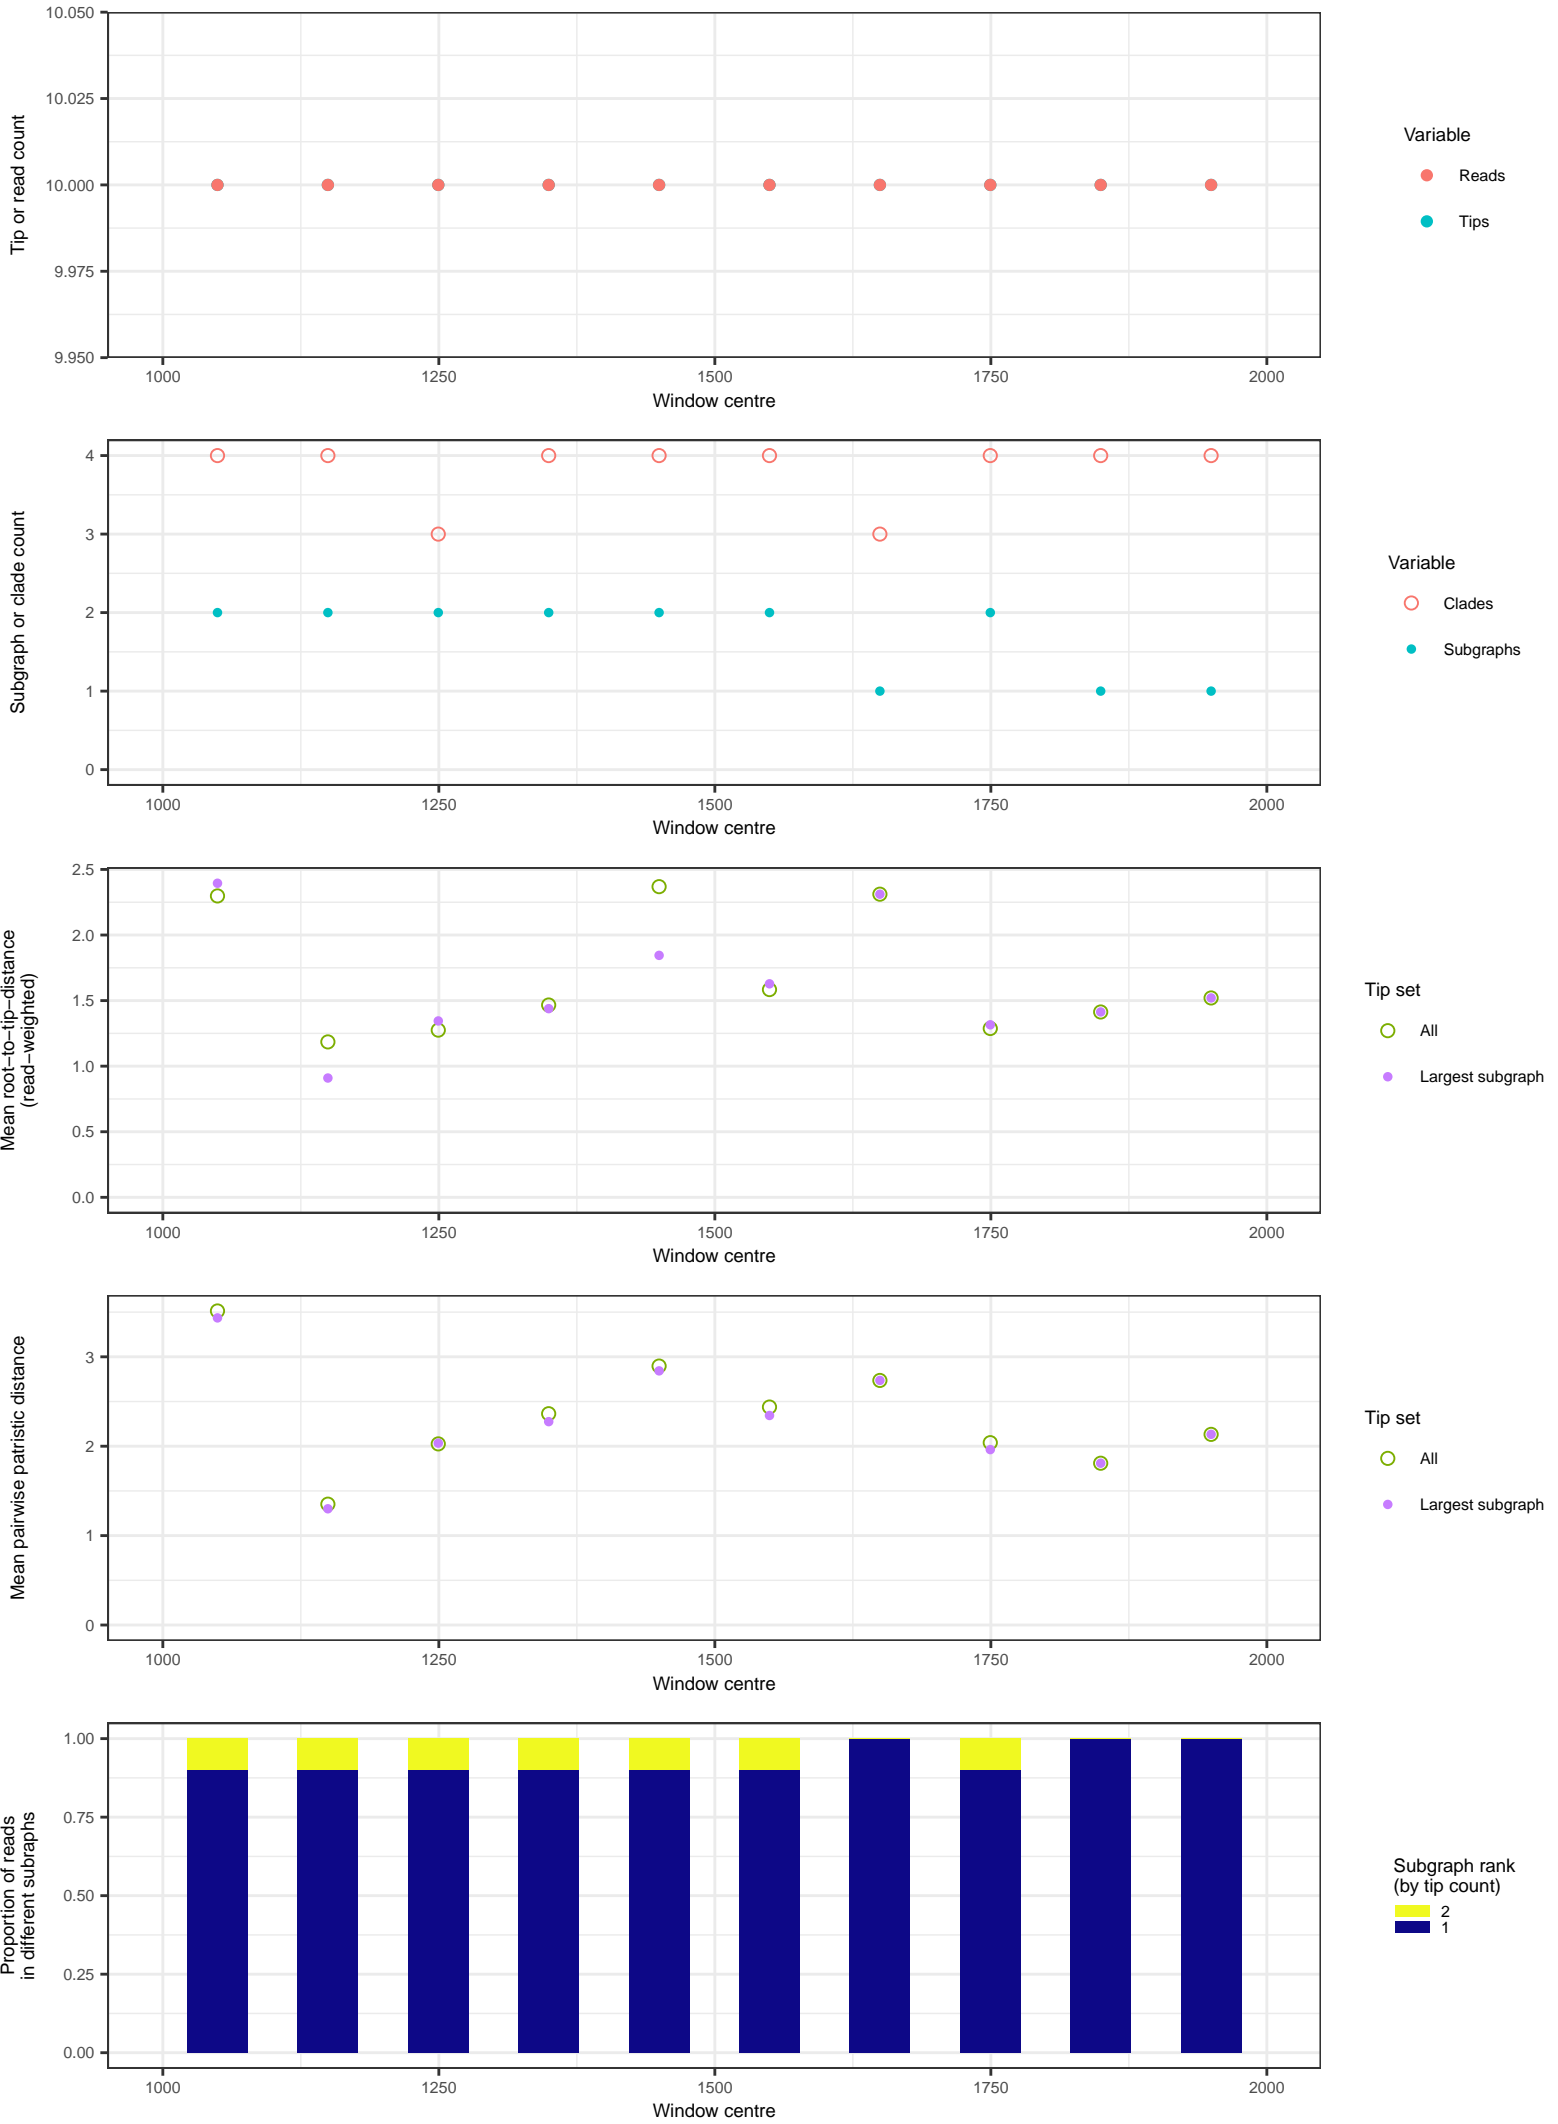 10.050
10.025
10.000
9.975
9.950
Tip or read count
1000 1250 1500 1750 2000
Window centre
Variable
Reads
Tips
4
3
2
1
0
Subgraph or clade count
1000 1250 1500 1750 2000
Window centre
Variable
Clades
Subgraphs
2.5
2.0
1.5
1.0
0.5
0.0
Mean root−to−tip−distance
(read−weighted)
1000 1250 1500 1750 2000
Window centre
Tip set
All
Largest subgraph
3
2
1
0
Mean pairwise patristic distance
1000 1250 1500 1750 2000
Window centre
Tip set
All
Largest subgraph
1.00
0.75
0.50
0.25
0.00
Proportion of reads
in different subraphs
1000 1250 1500 1750 2000
Window centre
Subgraph rank
(by tip count)
2
1